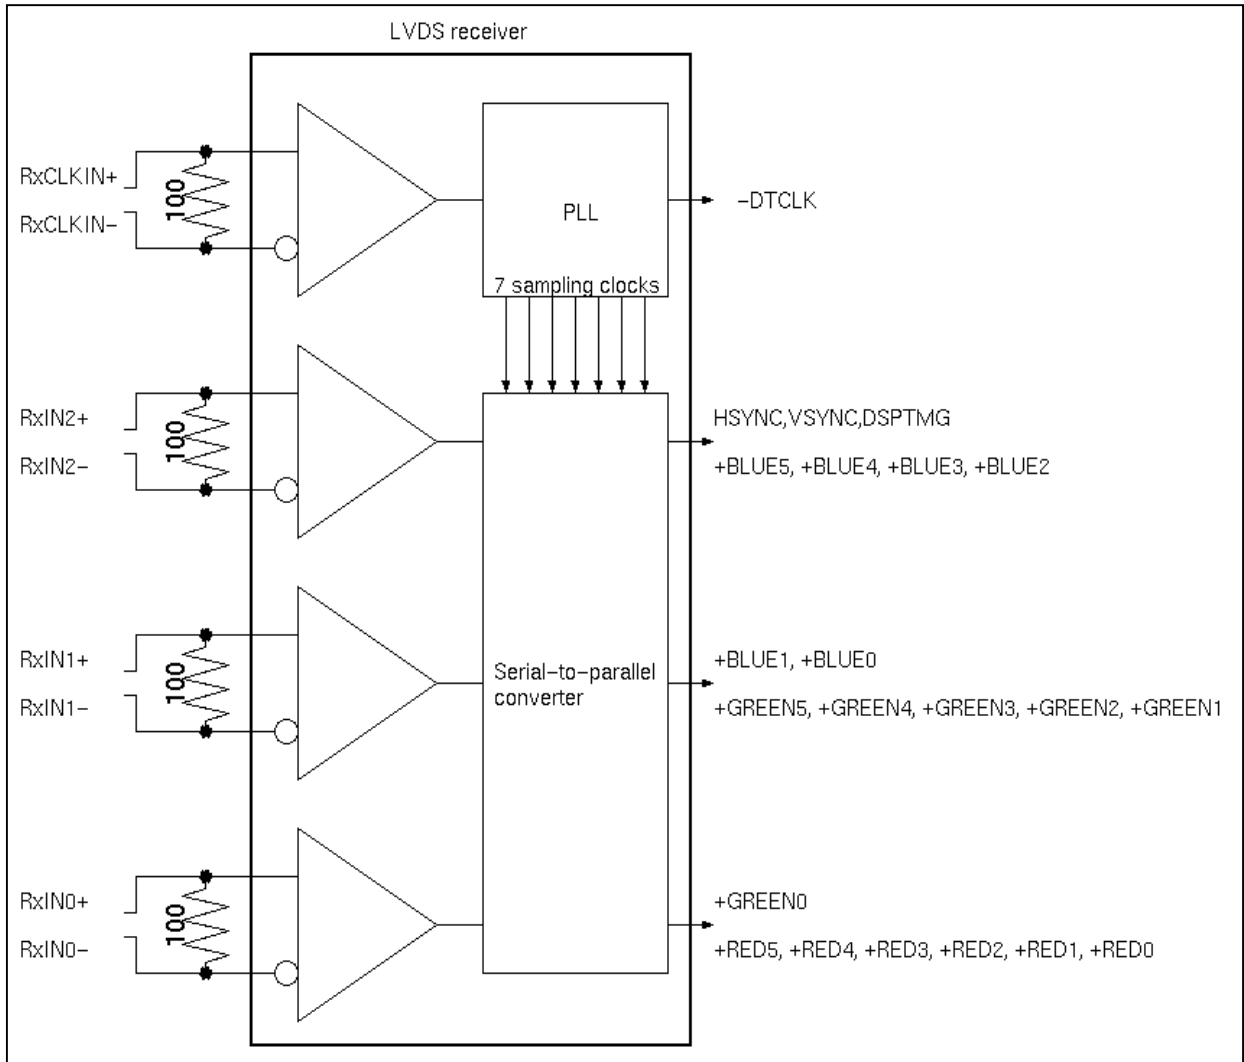 LVDS receiver
RxCLKIN+
RxCLKIN-
100
PLL
-DTCLK
7 sampling clocks
RxIN2+
RxIN2-
100
HSYNC,VSYNC,DSPTMG
+BLUE5, +BLUE4, +BLUE3, +BLUE2
RxIN1+
RxIN1-
100
Serial-to-parallel
converter
+BLUE1, +BLUE0
+GREEN5, +GREEN4, +GREEN3, +GREEN2, +GREEN1
RxIN0+
RxIN0-
100
+GREEN0
+RED5, +RED4, +RED3, +RED2, +RED1, +RED0